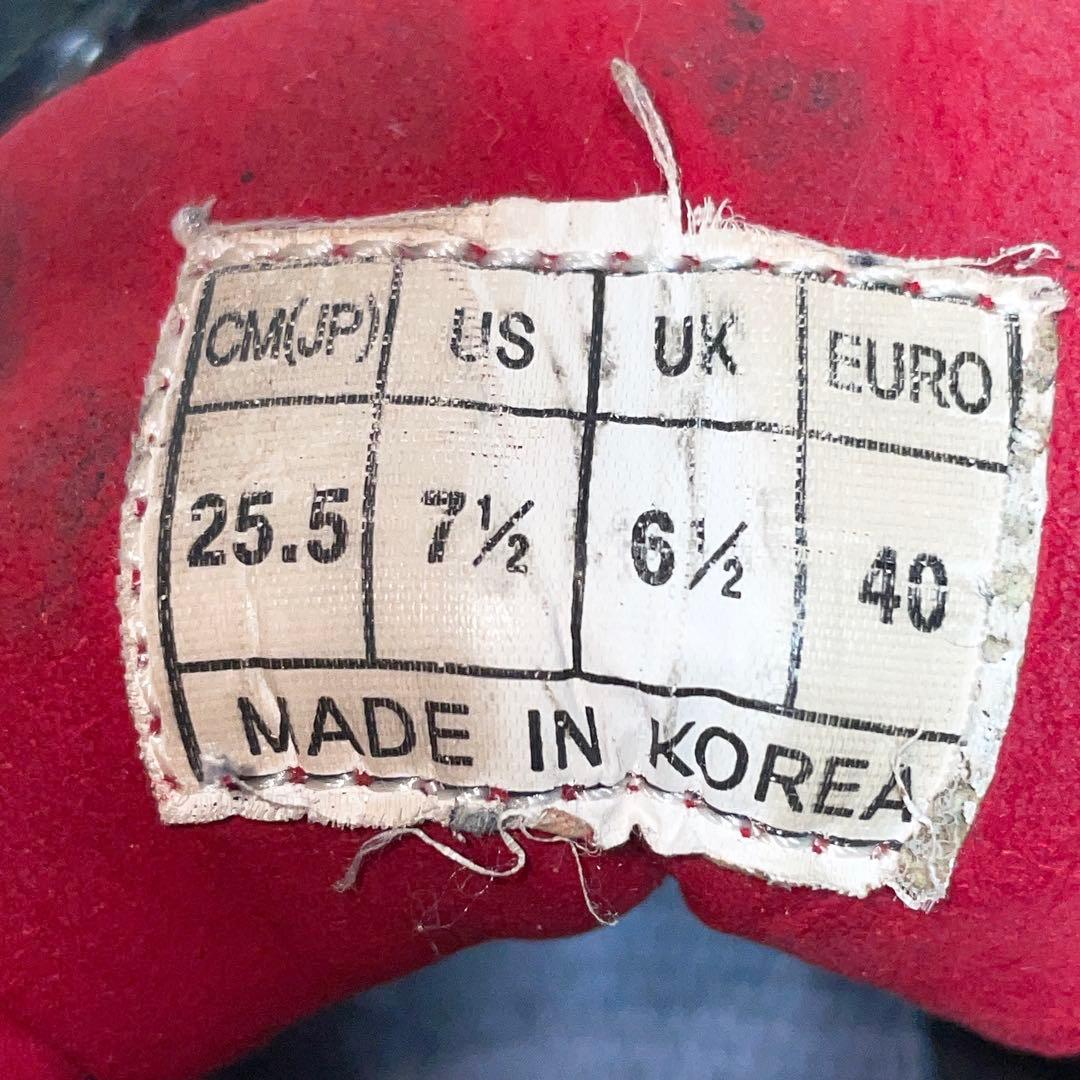 CM(JP) US UK EURO
25.5 7½ 6½ 40
MADE IN KOREA